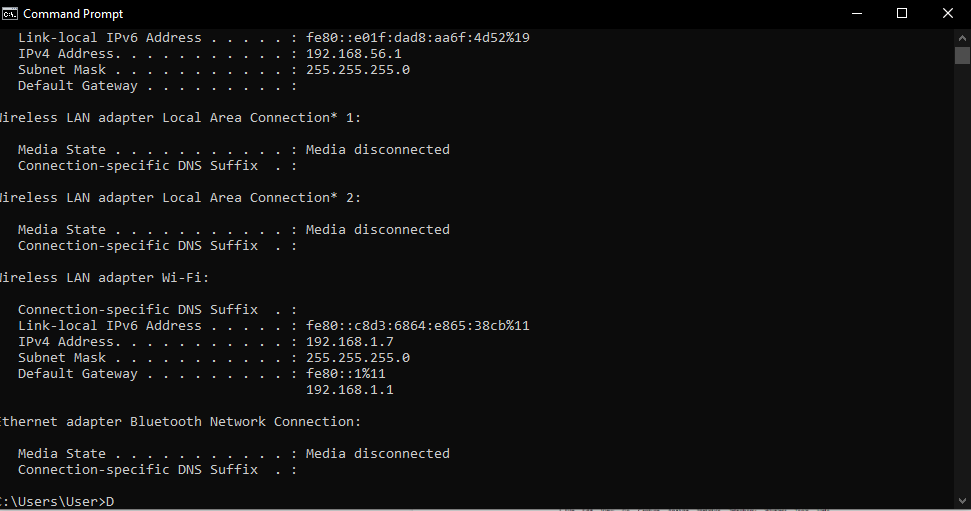 Command Prompt
Link-local IPv6 Address . . . . . : fe80::e01f:dad8:aa6f:4d52%19
IPv4 Address. . . . . . . . . . . : 192.168.56.1
Subnet Mask . . . . . . . . . . . : 255.255.255.0
Default Gateway . . . . . . . . . :
Wireless LAN adapter Local Area Connection* 1:
Media State . . . . . . . . . . . : Media disconnected
Connection-specific DNS Suffix  . :
Wireless LAN adapter Local Area Connection* 2:
Media State . . . . . . . . . . . : Media disconnected
Connection-specific DNS Suffix  . :
Wireless LAN adapter Wi-Fi:
Connection-specific DNS Suffix  . :
Link-local IPv6 Address . . . . . : fe80::c8d3:6864:e865:38cb%11
IPv4 Address. . . . . . . . . . . : 192.168.1.7
Subnet Mask . . . . . . . . . . . : 255.255.255.0
Default Gateway . . . . . . . . . : fe80::1%11
192.168.1.1
Ethernet adapter Bluetooth Network Connection:
Media State . . . . . . . . . . . : Media disconnected
Connection-specific DNS Suffix  . :
C:\Users\User>D